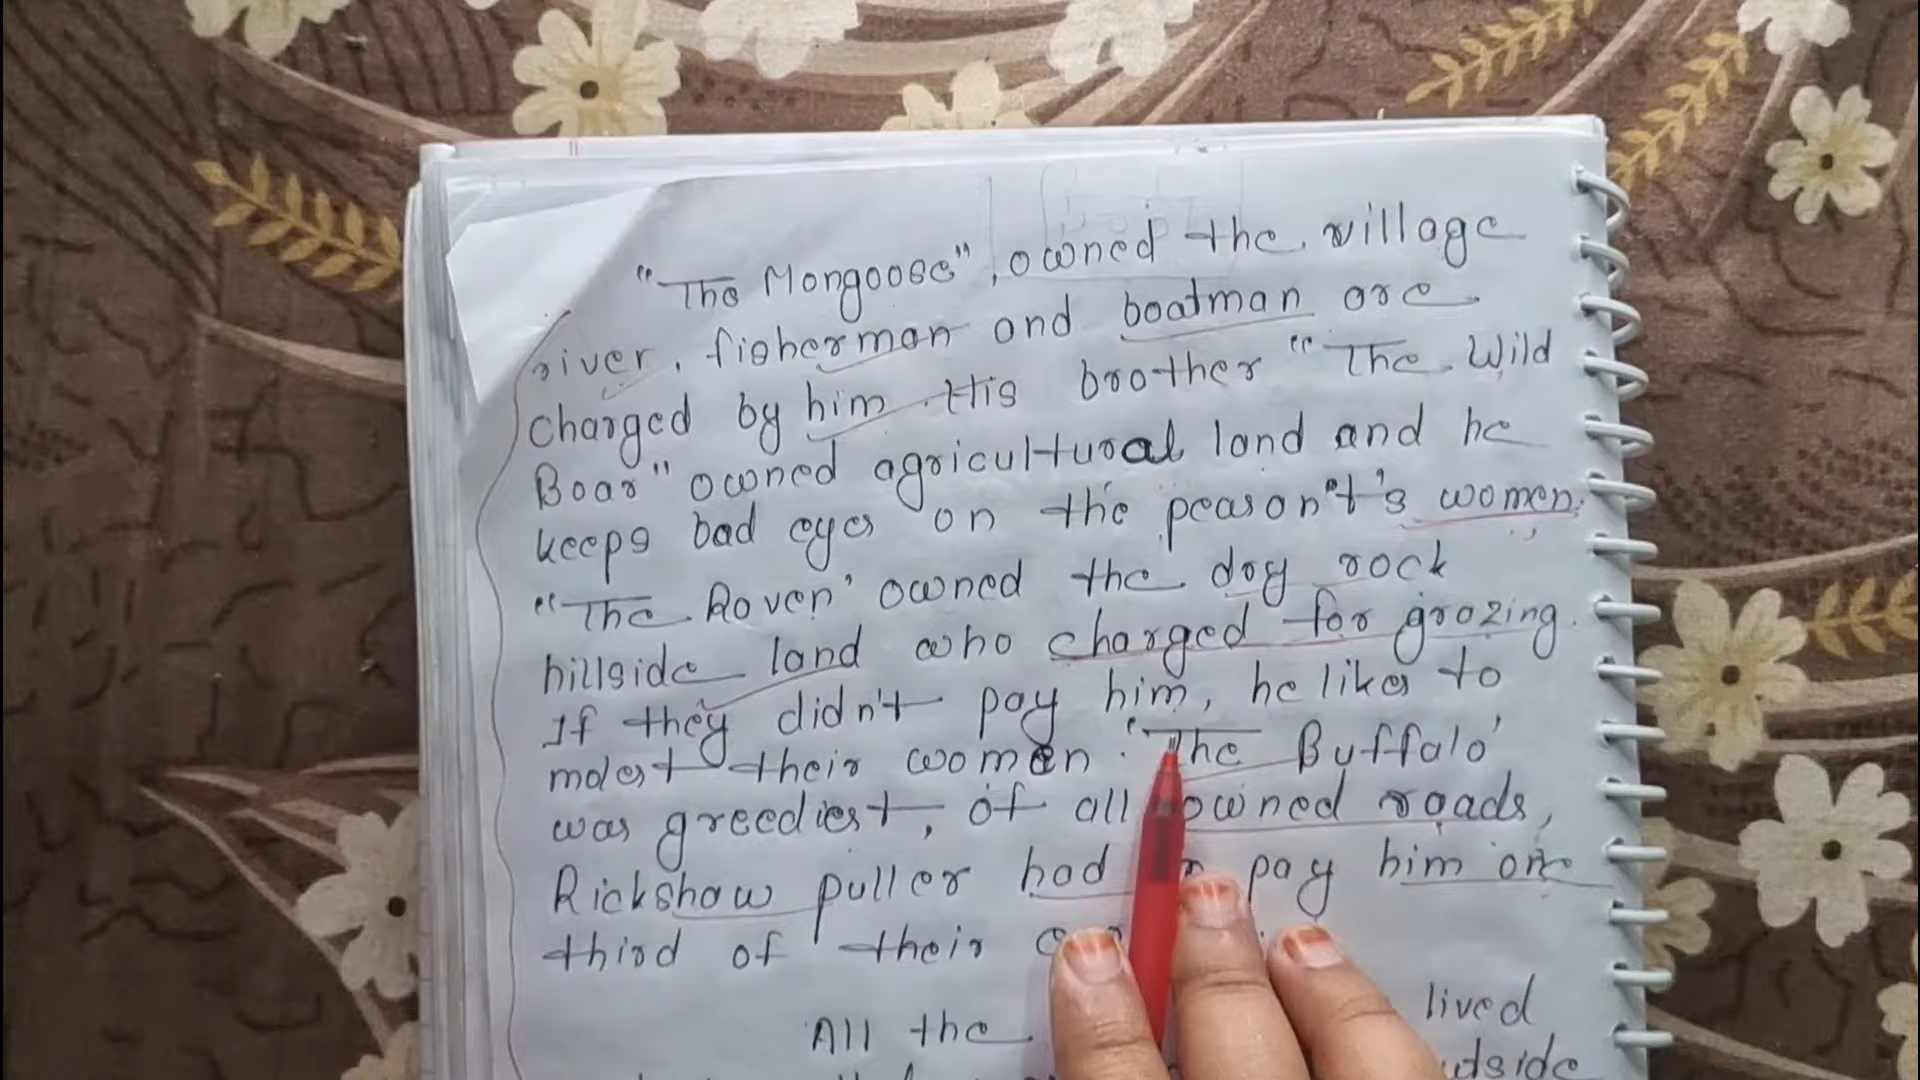 "The Mongoose", owned the village
river, fisherman and boatman are
charged by him. His brother "The Wild
Boar" owned agricultural land and he
keeps bad eyes on the peasant's women.
"The Raven' owned the dry rock
hillside land who charged for grazing.
If they didn't pay him, he likes to
molest their women. 'The Buffalo'
was greediest, of all owned roads,
Rickshaw puller had pay him one
third of their
All the lived